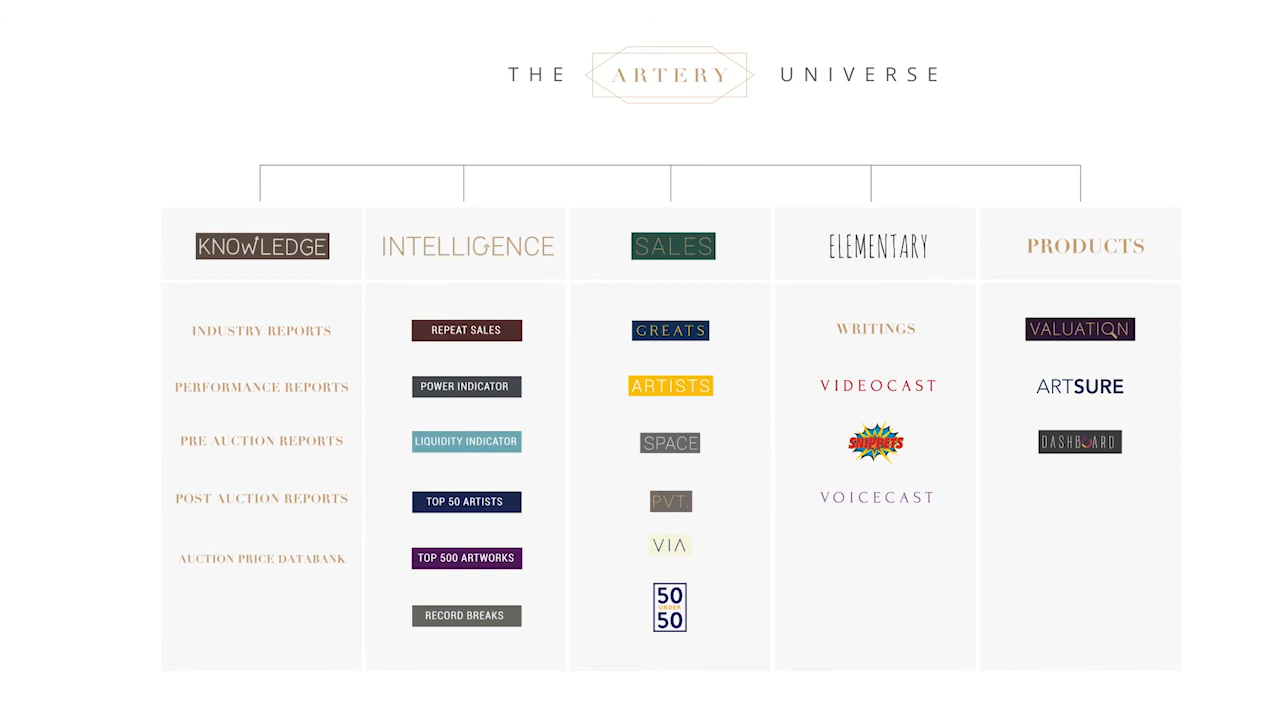 THE ARTERY UNIVERSE
KNOWLEDGE
INDUSTRY REPORTS
PERFORMANCE REPORTS
PRE AUCTION REPORTS
POST AUCTION REPORTS
AUCTION PRICE DATABANK
INTELLIGENCE
REPEAT SALES
POWER INDICATOR
LIQUIDITY INDICATOR
TOP 50 ARTISTS
TOP 500 ARTWORKS
RECORD BREAKS
SALES
GREATS
ARTISTS
SPACE
PVT.
VIA
50
UNDER
50
ELEMENTARY
WRITINGS
VIDEOCAST
SNIPPETS
VOICECAST
PRODUCTS
VALUATION
ARTSURE
DASHBOARD